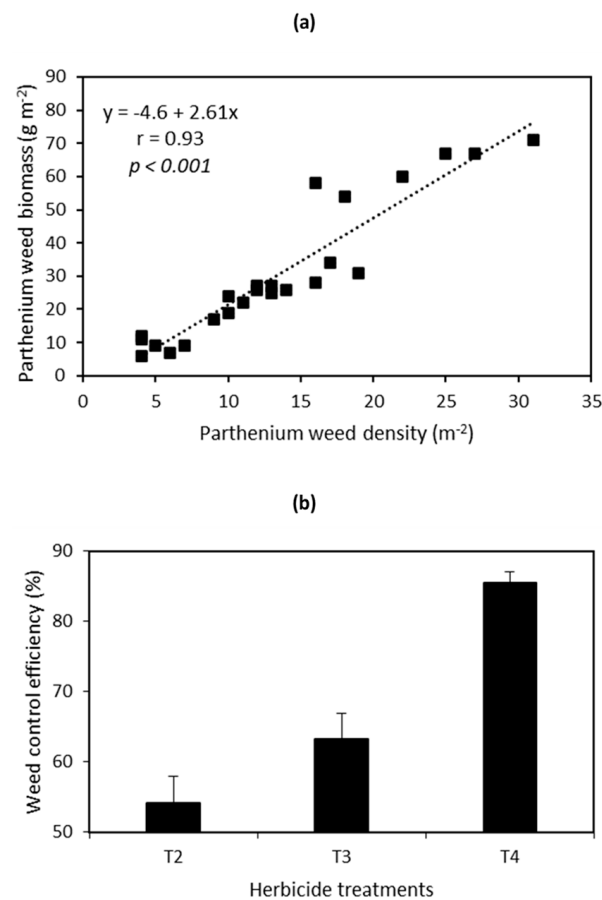 (a)
Parthenium weed biomass (g m⁻²)
90
80
70
60
50
40
30
20
10
0
y = -4.6 + 2.61x
r = 0.93
p < 0.001
0 5 10 15 20 25 30 35
Parthenium weed density (m⁻²)
(b)
Weed control efficiency (%)
90
80
70
60
50
T2 T3 T4
Herbicide treatments